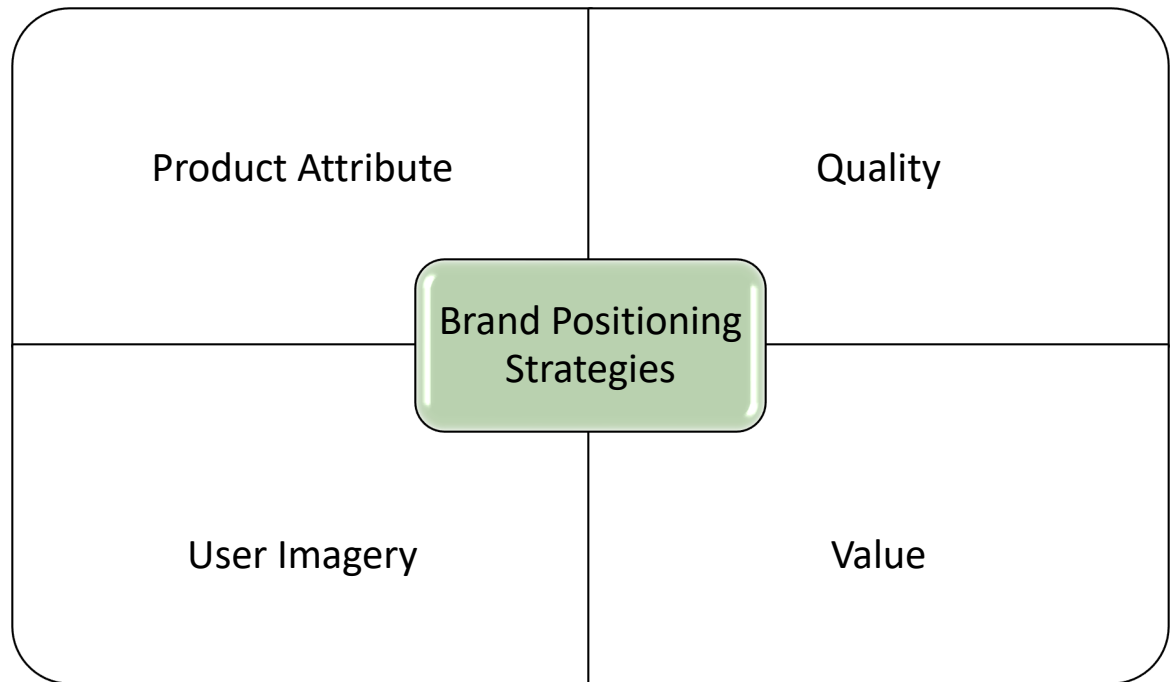 Product Attribute
Quality
Brand Positioning
Strategies
User Imagery
Value